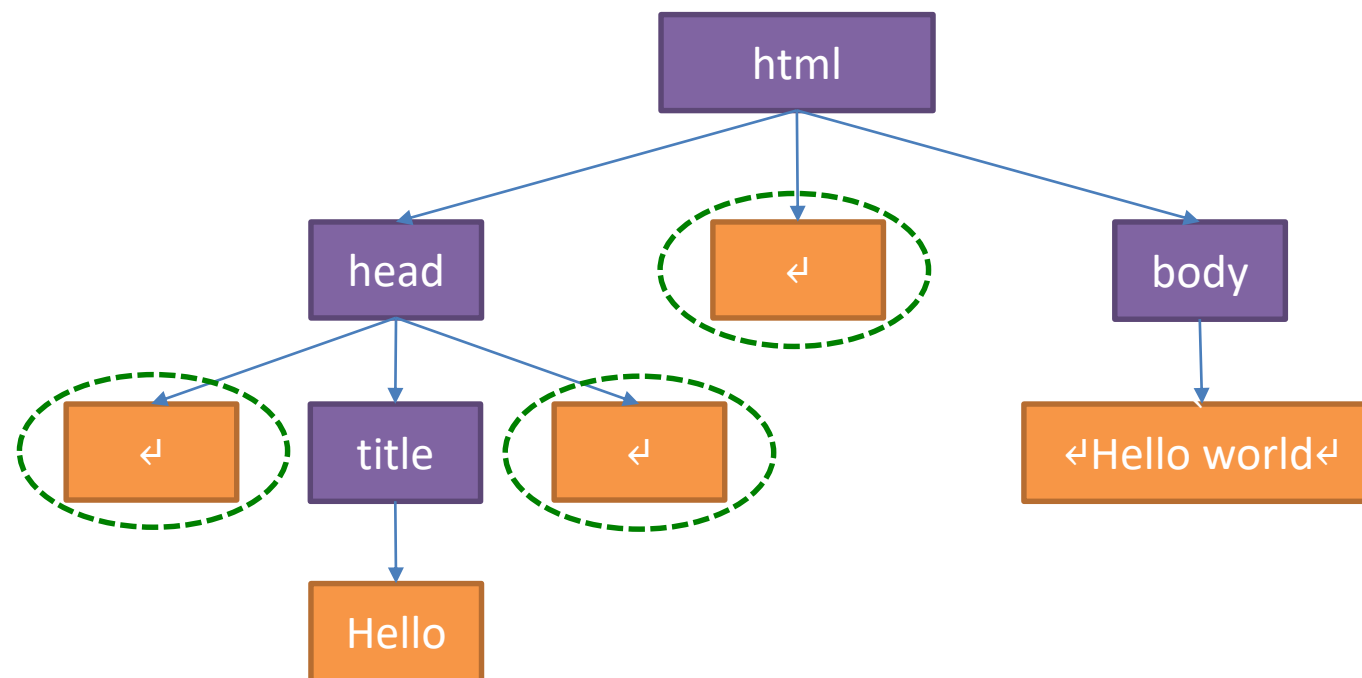 html
head
↵
body
↵
title
↵
↵Hello world↵
Hello